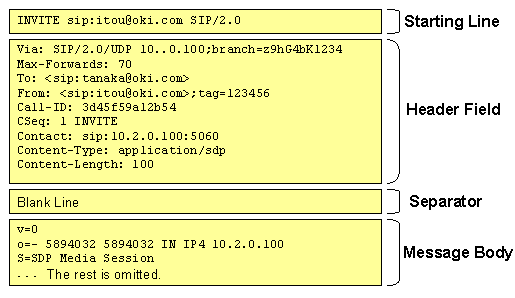 INVITE sip:itou@oki.com SIP/2.0
Starting Line
Via: SIP/2.0/UDP 10..0.100;branch=z9hG4bK1234
Max-Forwards: 70
To: <sip:tanaka@oki.com>
From: <sip:itou@oki.com>;tag=123456
Call-ID: 3d45f59a12b54
CSeq: 1 INVITE
Contact: sip:10.2.0.100:5060
Content-Type: application/sdp
Content-Length: 100
Header Field
Blank Line
Separator
v=0
o=- 5894032 5894032 IN IP4 10.2.0.100
S=SDP Media Session
... The rest is omitted.
Message Body